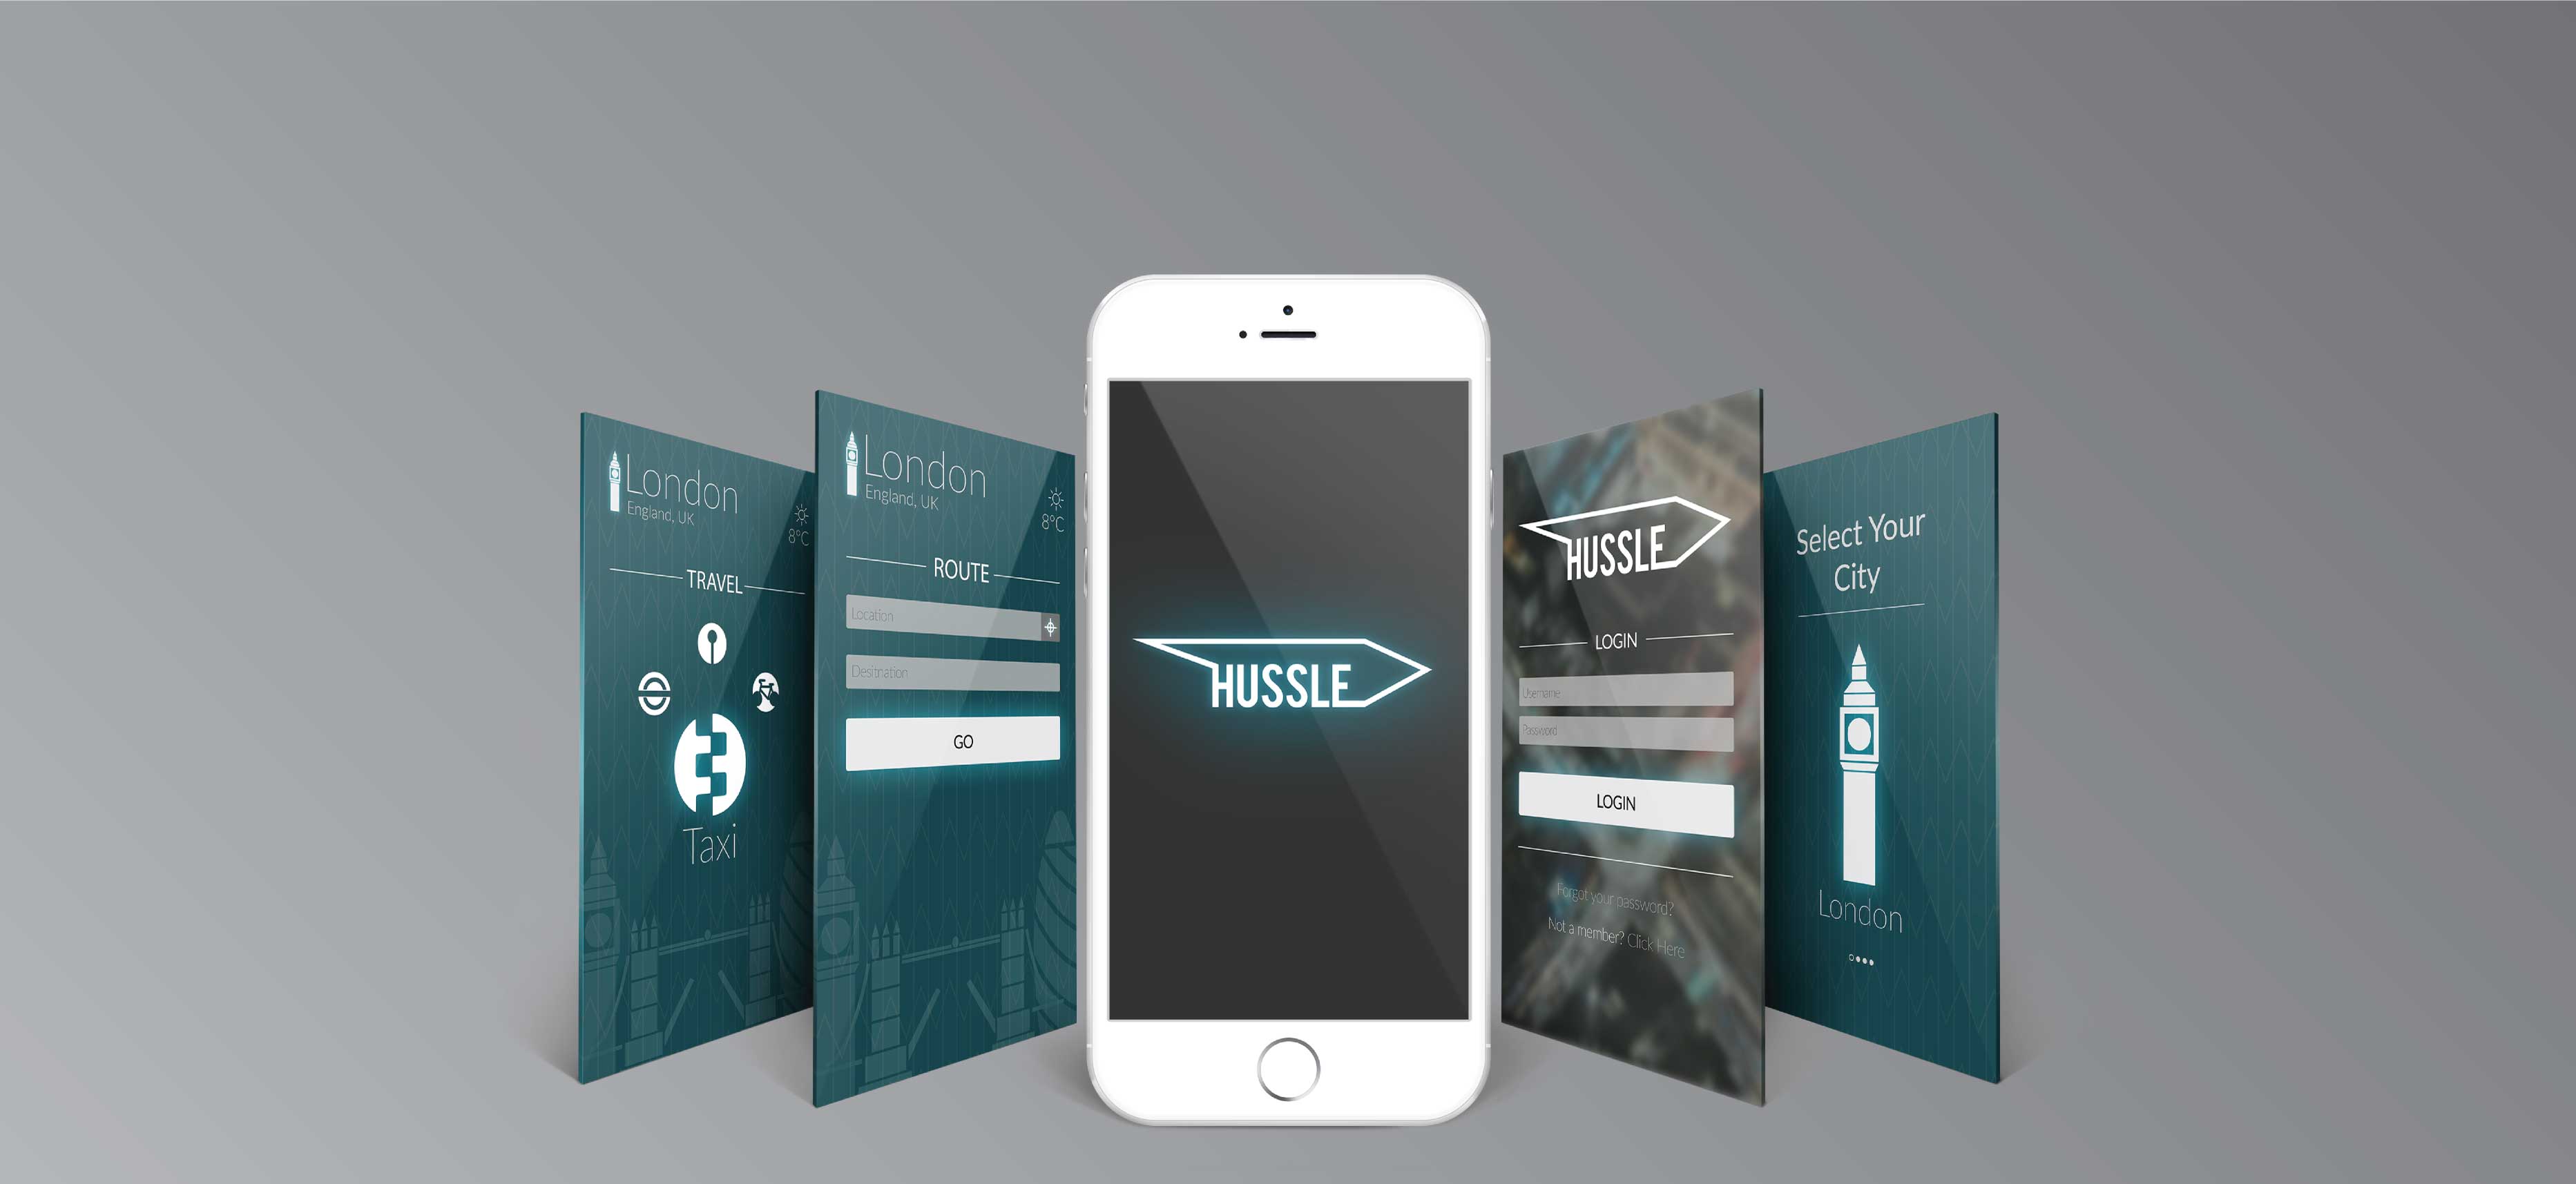 London
England, UK
8°C
TRAVEL
Taxi
London
England, UK
8°C
ROUTE
Location
Desitnation
GO
HUSSLE
HUSSLE
LOGIN
Username
Password
LOGIN
Forgot your password?
Not a member? Click Here
Select Your
City
London